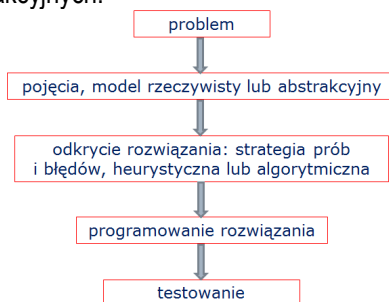 problem
pojęcia, model rzeczywisty lub abstrakcyjny
odkrycie rozwiązania: strategia prób
i błędów, heurystyczna lub algorytmiczna
programowanie rozwiązania
testowanie